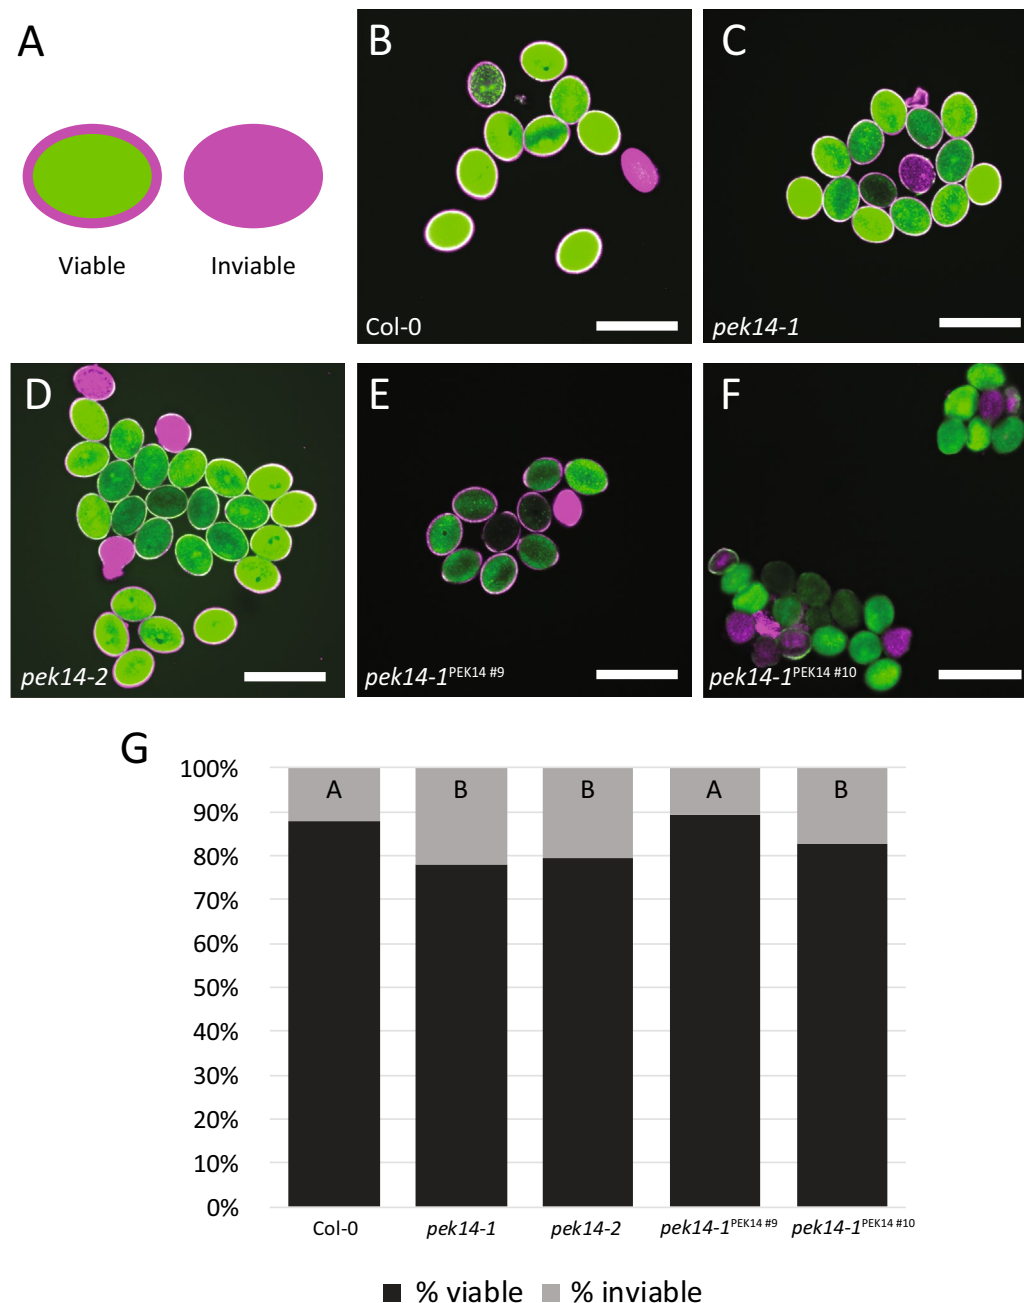 A
Viable
Inviable
B
Col-0
C
pek14-1
D
pek14-2
E
pek14-1PEK14 #9
F
pek14-1PEK14 #10
G
100%
90%
80%
70%
60%
50%
40%
30%
20%
10%
0%
A B B A B
Col-0 pek14-1 pek14-2 pek14-1PEK14 #9 pek14-1PEK14 #10
% viable % inviable